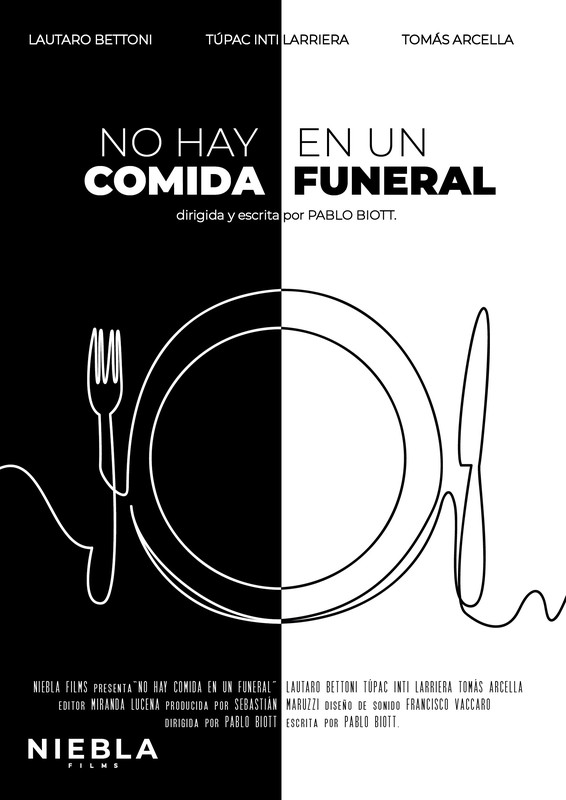 LAUTARO BETTONI TÚPAC INTI LARRIERA TOMÁS ARCELLA
NO HAY EN UN
COMIDA FUNERAL
dirigida y escrita por PABLO BIOTT.
NIEBLA FILMS PRESENTA "NO HAY COMIDA EN UN FUNERAL" LAUTARO BETTONI TÚPAC INTI LARRIERA TOMÁS ARCELLA
EDITOR MIRANDA LUCENA PRODUCIDA POR SEBASTIÁN MARUZZI DISEÑO DE SONIDO FRANCISCO VACCARO
DIRIGIDA POR PABLO BIOTT ESCRITA POR PABLO BIOTT.
NIEBLA
FILMS